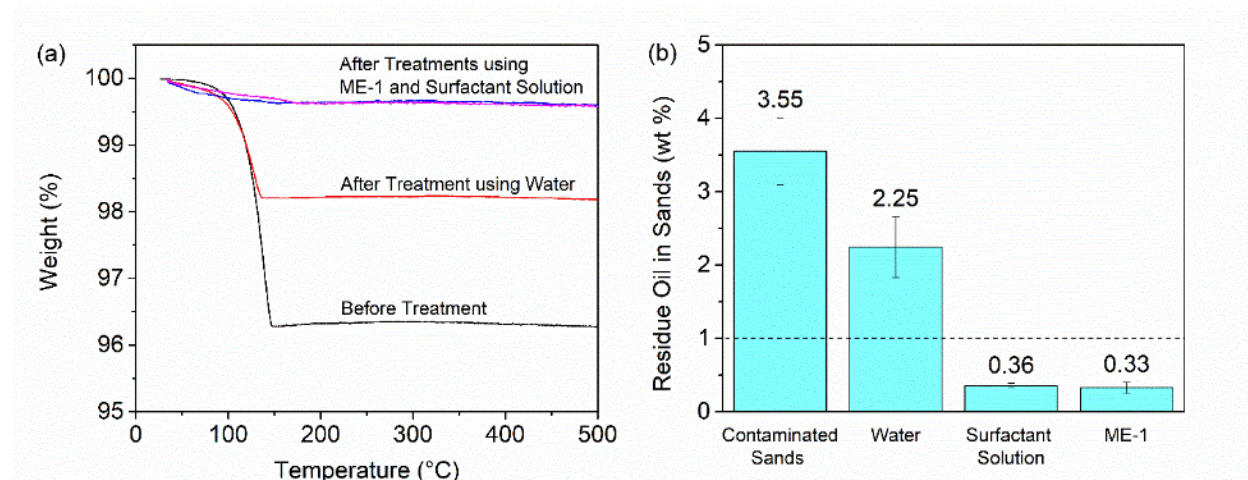 (a)
After Treatments using
ME-1 and Surfactant Solution
After Treatment using Water
Before Treatment
100
99
98
97
96
95
Weight (%)
0
100
200
300
400
500
Temperature (°C)
(b)
5
4
3
2
1
0
Residue Oil in Sands (wt %)
3.55
2.25
0.36
0.33
Contaminated
Sands
Water
Surfactant
Solution
ME-1